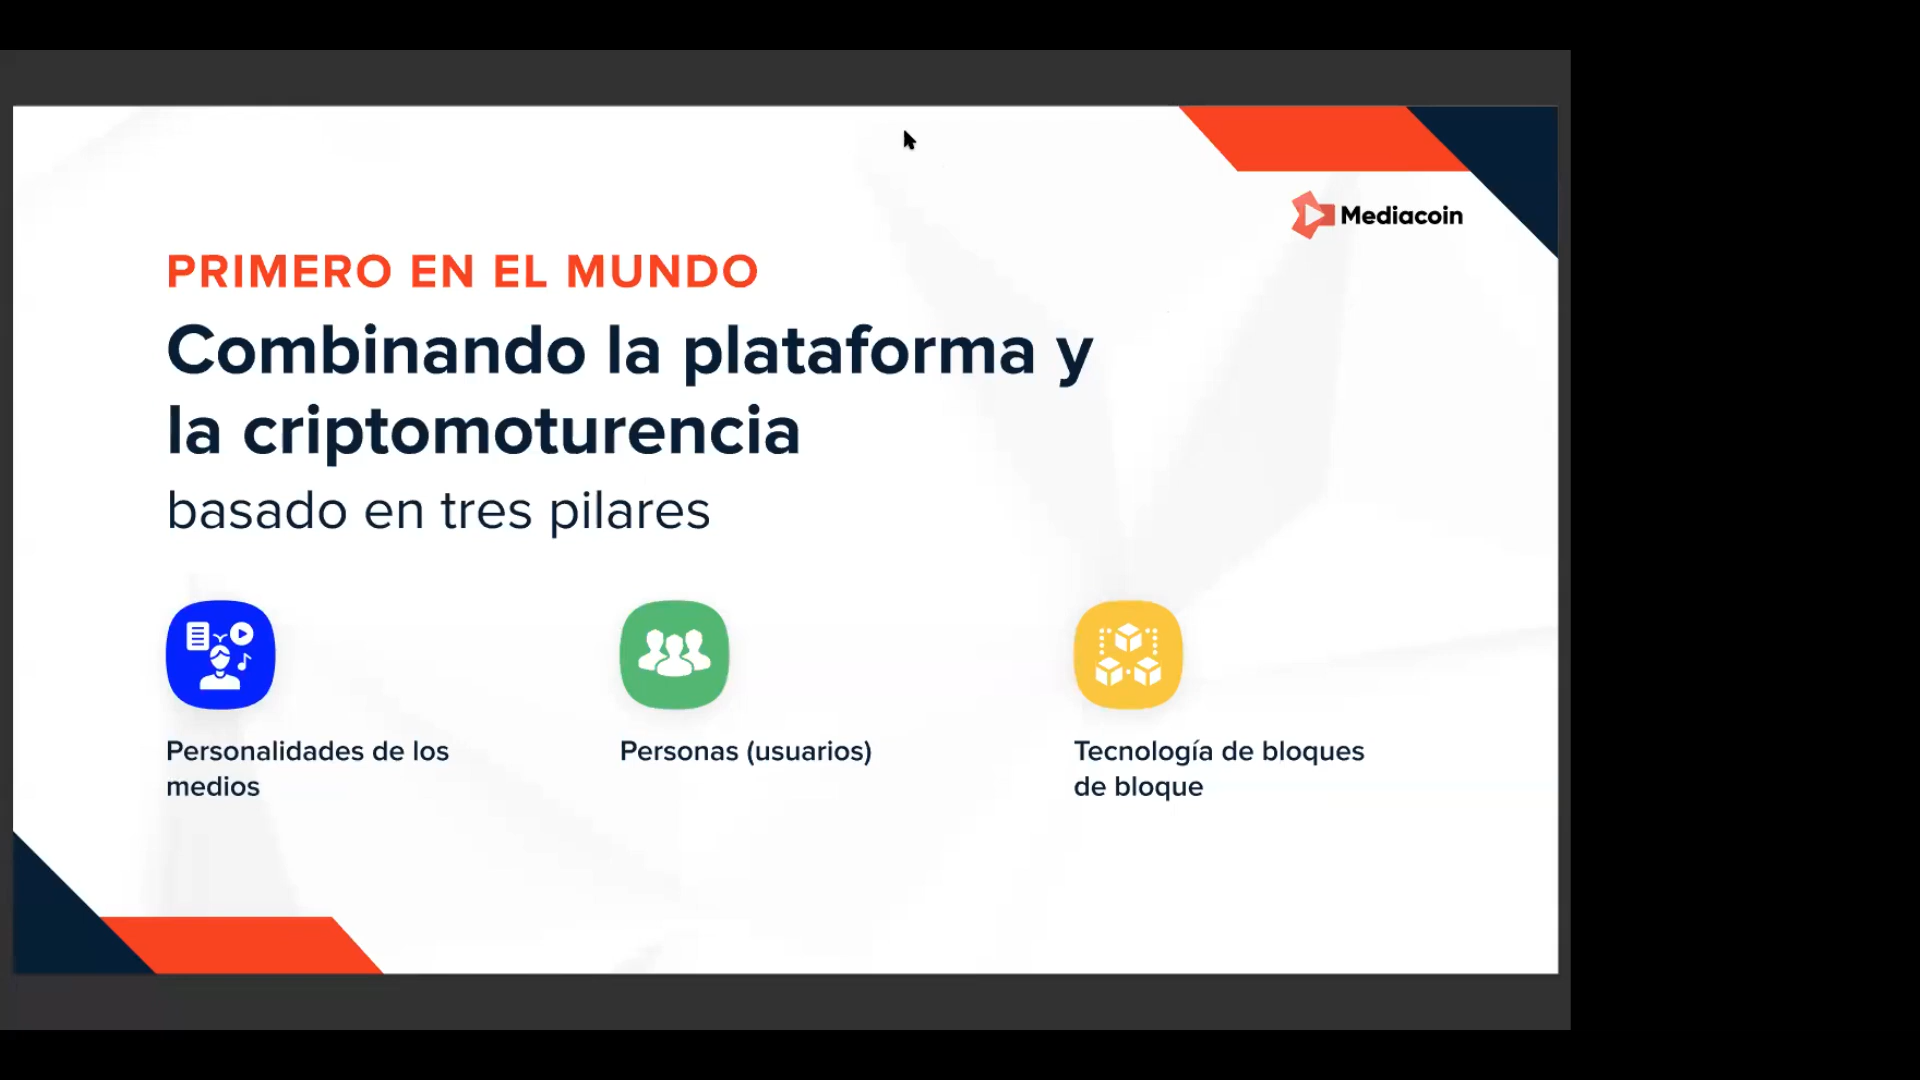 Mediacoin
PRIMERO EN EL MUNDO
Combinando la plataforma y
la criptomoturencia
basado en tres pilares
Personalidades de los
medios
Personas (usuarios)
Tecnología de bloques
de bloque